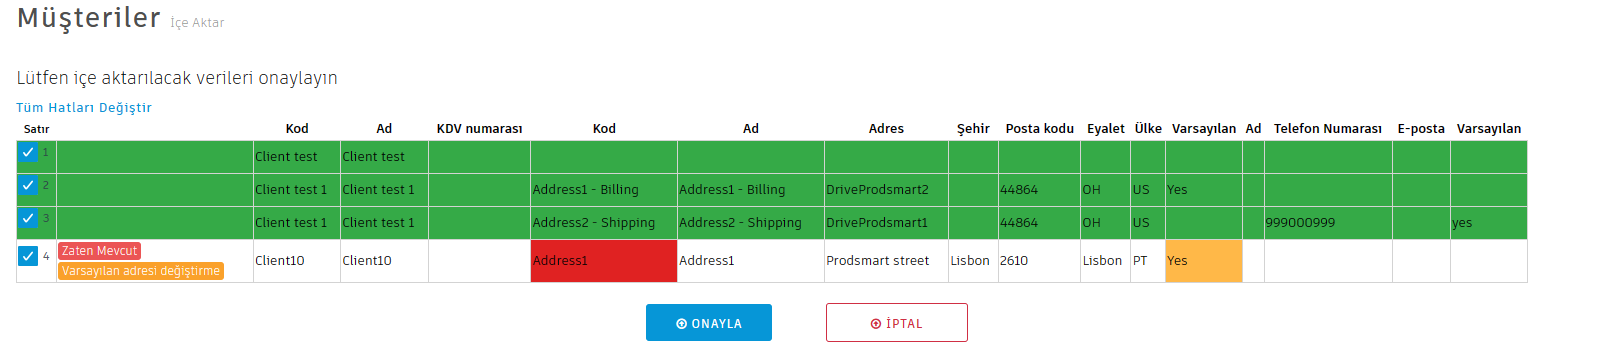 Müşteriler İçe Aktar
Lütfen içe aktarılacak verileri onaylayın
Tüm Hatları Değiştir
Satır Kod Ad KDV numarası Kod Ad Adres Şehir Posta kodu Eyalet Ülke Varsayılan Ad Telefon Numarası E-posta Varsayılan
1 Client test Client test
2 Client test 1 Client test 1 Address1 - Billing Address1 - Billing DriveProdsmart2 44864 OH US Yes
3 Client test 1 Client test 1 Address2 - Shipping Address2 - Shipping DriveProdsmart1 44864 OH US 999000999 yes
4 Zaten Mevcut Varsayılan adresi değiştirme Client10 Client10 Address1 Address1 Prodsmart street Lisbon 2610 Lisbon PT Yes
ONAYLA İPTAL